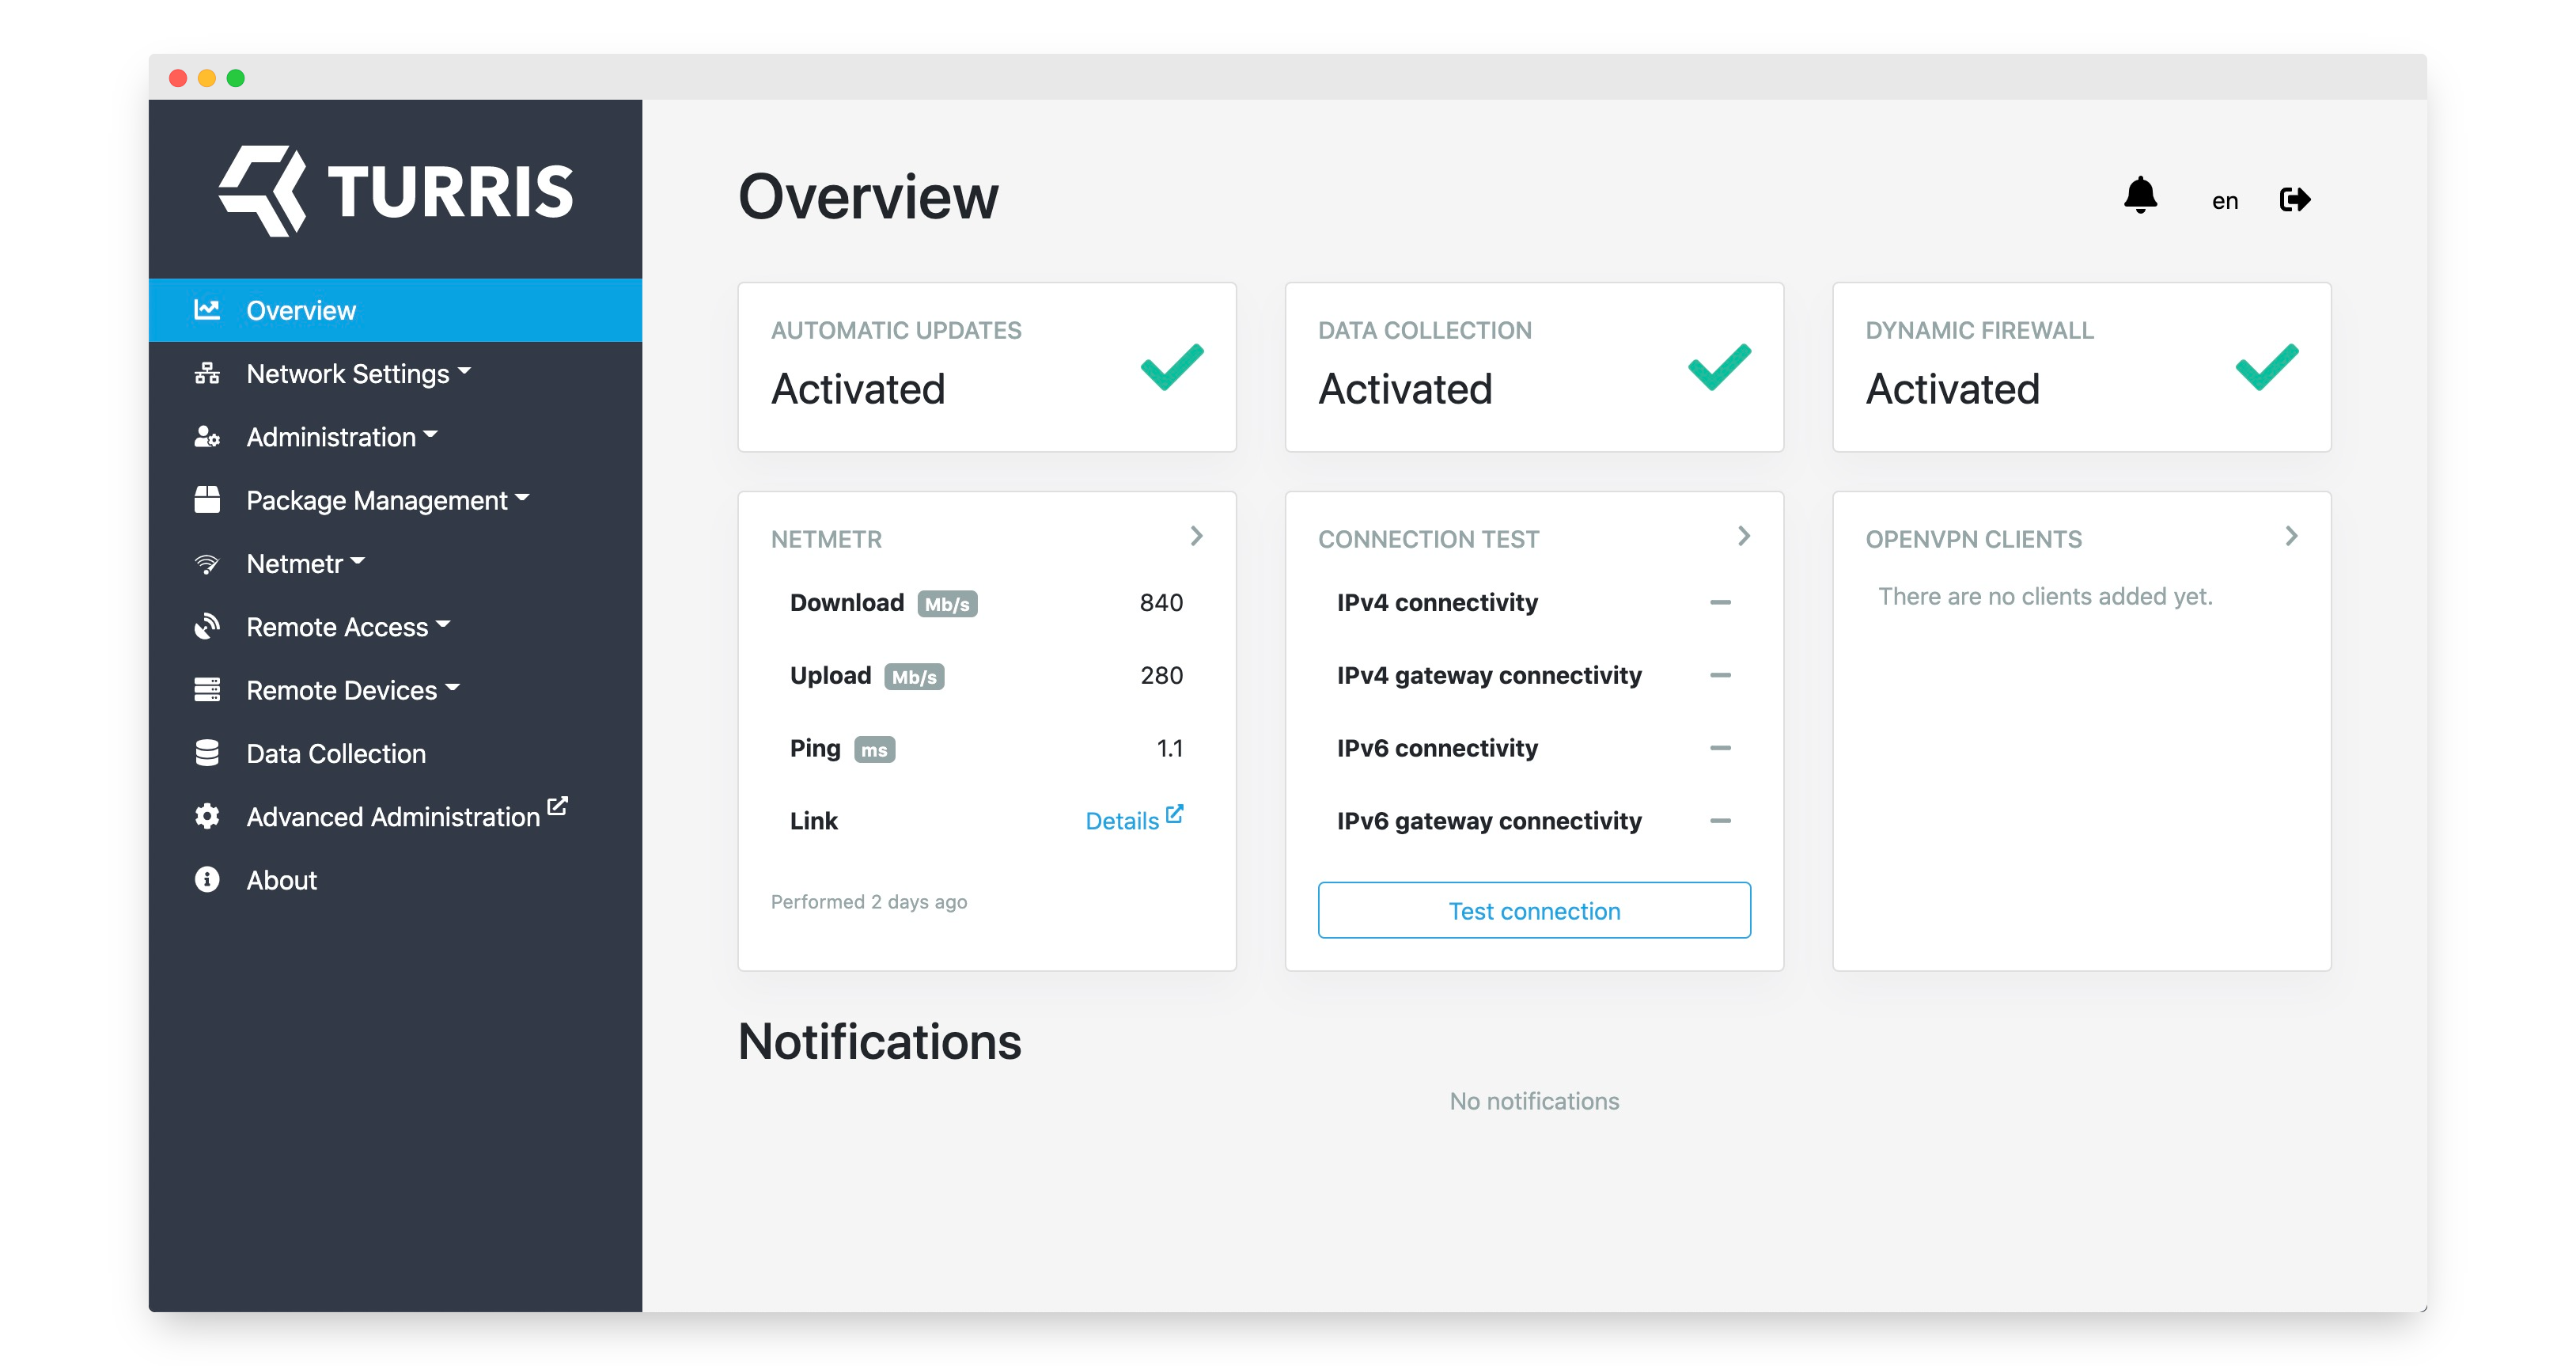 TURRIS
Overview
Network Settings
Administration
Package Management
Netmetr
Remote Access
Remote Devices
Data Collection
Advanced Administration
About
Overview
en
AUTOMATIC UPDATES
Activated
DATA COLLECTION
Activated
DYNAMIC FIREWALL
Activated
NETMETR
Download Mb/s 840
Upload Mb/s 280
Ping ms 1.1
Link Details
Performed 2 days ago
CONNECTION TEST
IPv4 connectivity
IPv4 gateway connectivity
IPv6 connectivity
IPv6 gateway connectivity
Test connection
OPENVPN CLIENTS
There are no clients added yet.
Notifications
No notifications